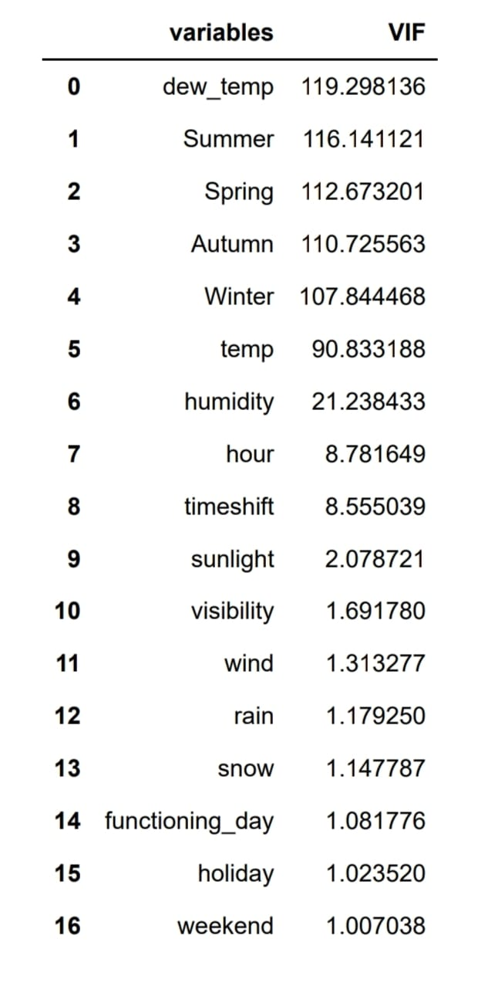 variables VIF
0 dew_temp 119.298136
1 Summer 116.141121
2 Spring 112.673201
3 Autumn 110.725563
4 Winter 107.844468
5 temp 90.833188
6 humidity 21.238433
7 hour 8.781649
8 timeshift 8.555039
9 sunlight 2.078721
10 visibility 1.691780
11 wind 1.313277
12 rain 1.179250
13 snow 1.147787
14 functioning_day 1.081776
15 holiday 1.023520
16 weekend 1.007038